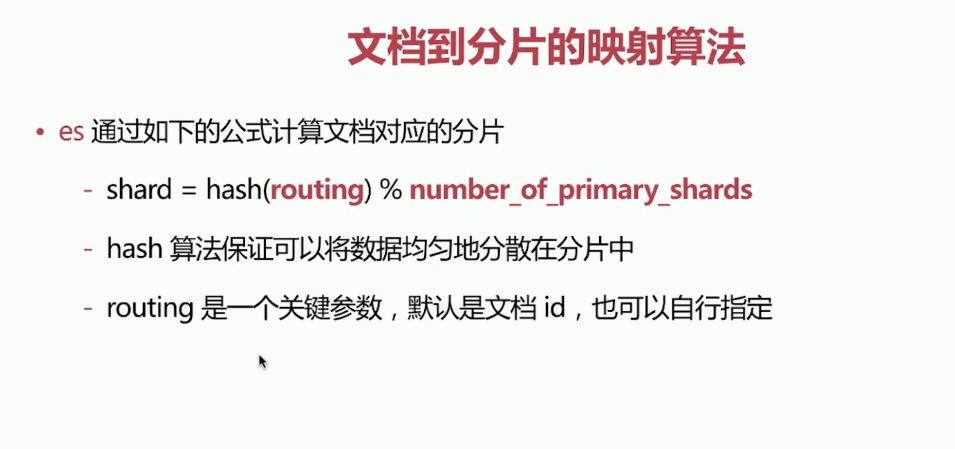 文档到分片的映射算法
• es 通过如下的公式计算文档对应的分片
- shard = hash(routing) % number_of_primary_shards
- hash 算法保证可以将数据均匀地分散在分片中
- routing 是一个关键参数，默认是文档 id，也可以自行指定